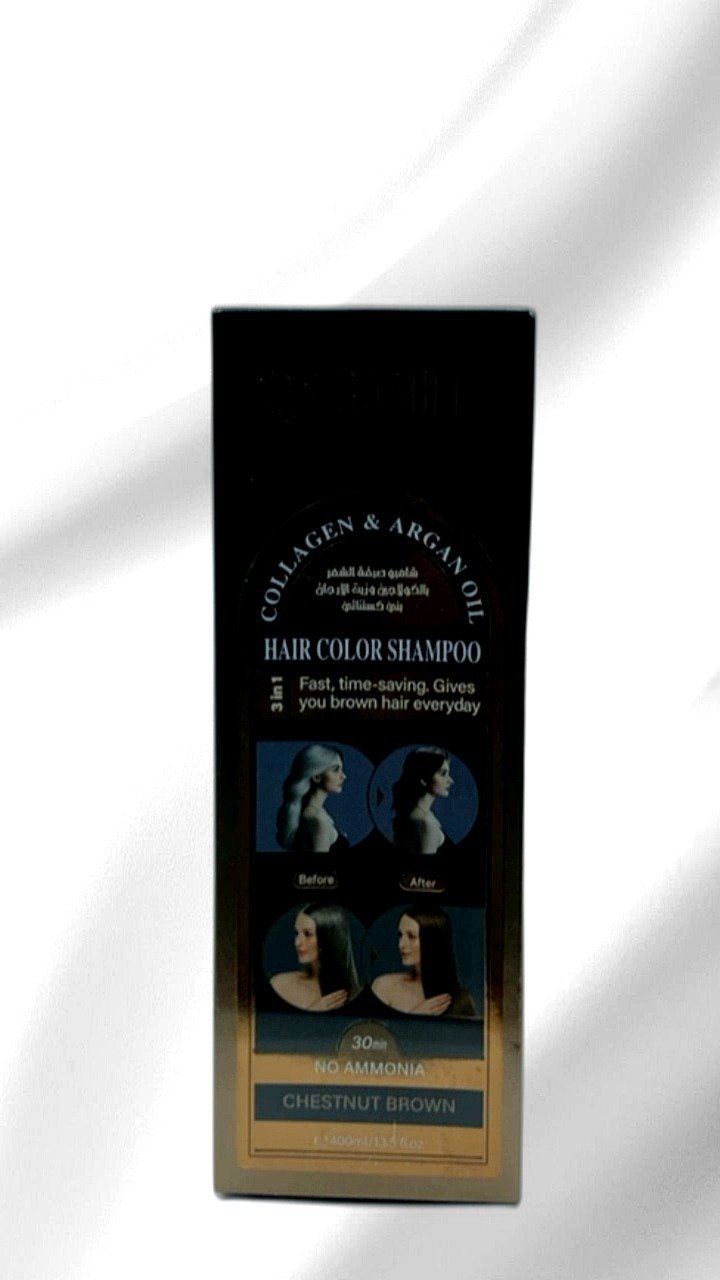 COLLAGEN & ARGAN OIL
شامبو صبغة الشعر
بالكولاجين وزيت الارجان
بني كستنائي
HAIR COLOR SHAMPOO
3 in 1
Fast, time-saving. Gives
you brown hair everyday
Before
After
30min
NO AMMONIA
CHESTNUT BROWN
400ml/13.5 fl.oz